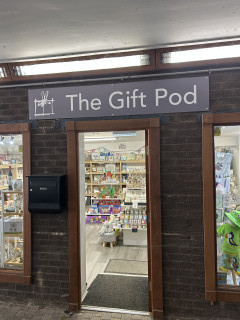 The Gift Pod